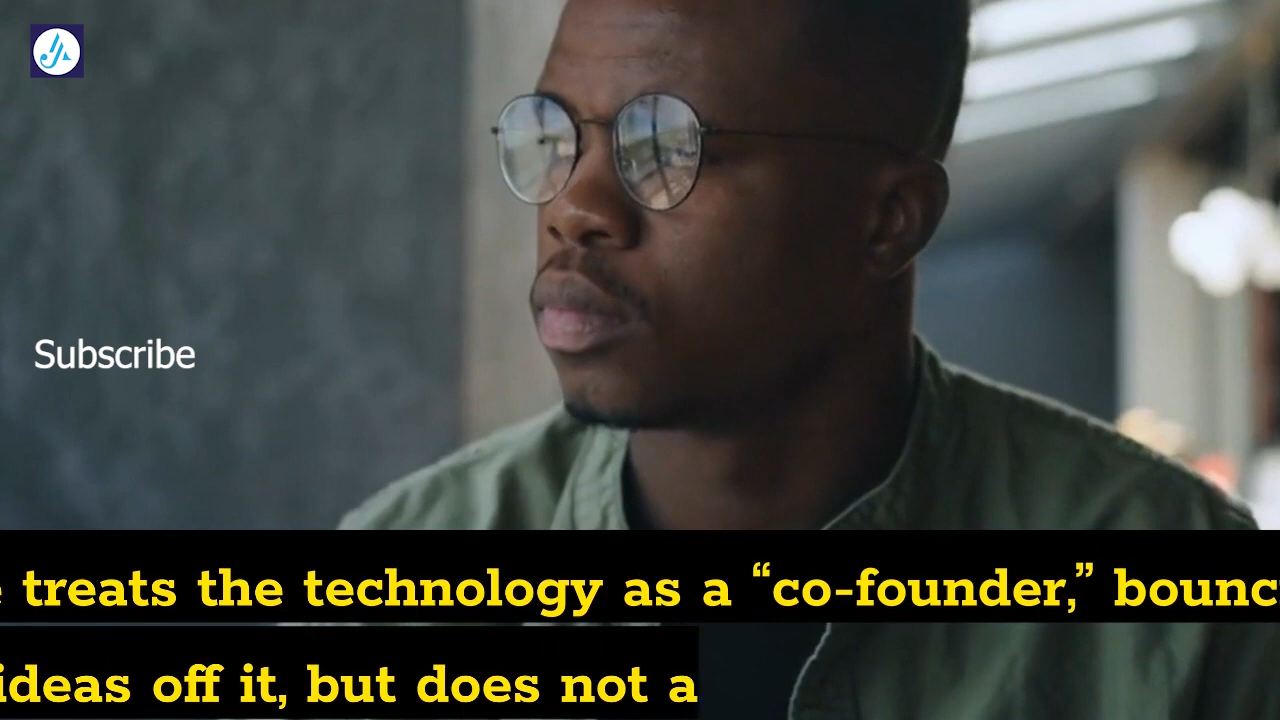 Subscribe
treats the technology as a “co-founder,” bounc
ideas off it, but does not a